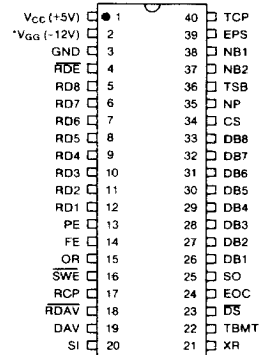 VCC (+5V) 1 40 TCP
*VGG (-12V) 2 39 EPS
GND 3 38 NB1
RDE 4 37 NB2
RD8 5 36 TSB
RD7 6 35 NP
RD6 7 34 CS
RD5 8 33 DB8
RD4 9 32 DB7
RD3 10 31 DB6
RD2 11 30 DB5
RD1 12 29 DB4
PE 13 28 DB3
FE 14 27 DB2
OR 15 26 DB1
SWE 16 25 SO
RCP 17 24 EOC
RDAV 18 23 DS
DAV 19 22 TBMT
SI 20 21 XR